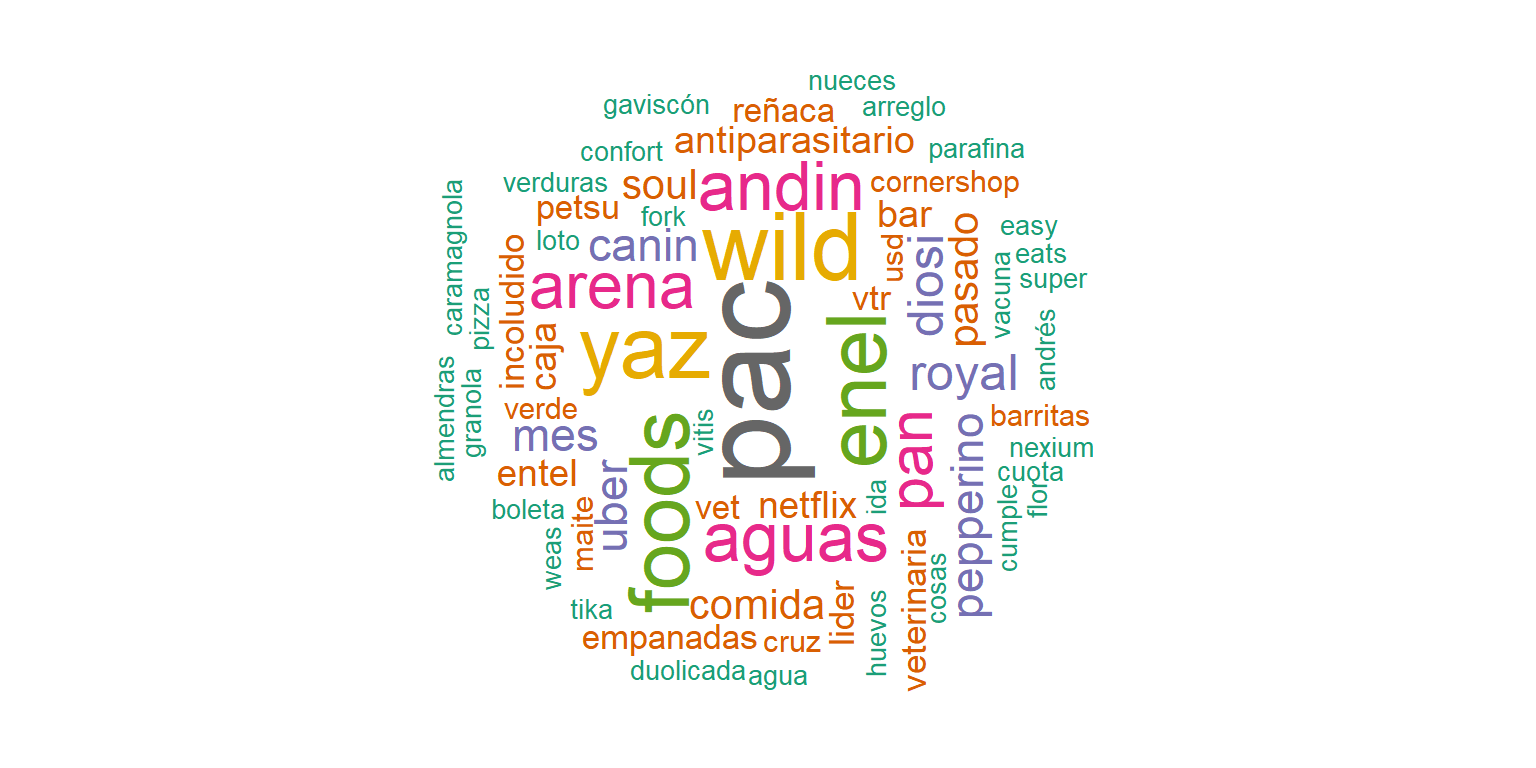 nueces
gaviscón
reñaca
arreglo
antiparasitario
confort
parafina
verduras
soul
andin
cornershop
petsu
fork
bar
caramagnola
loto
canin
wild
usd
diosi
pasado
easy
eats
super
incoludido
arena
vtr
vacuna
pizza
caja
yaz
pac
enel
andrés
royal
almendras
granola
verde
mes
foods
vitis
pan
pepperino
barritas
nexium
entel
uber
cuota
boleta
maite
vet
netflix
ida
cumple
flor
weas
aguas
veterinaria
cosas
tika
comida
lider
huevos
empanadas
cruz
duolicada
agua